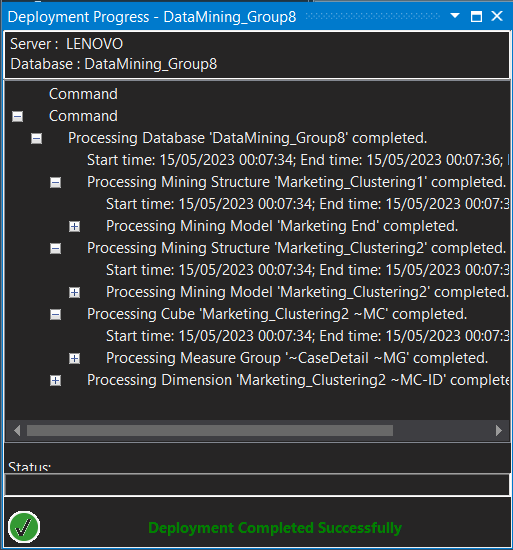 Deployment Progress - DataMining_Group8
Server : LENOVO
Database : DataMining_Group8
Command
Command
Processing Database 'DataMining_Group8' completed.
Start time: 15/05/2023 00:07:34; End time: 15/05/2023 00:07:36;
Processing Mining Structure 'Marketing_Clustering1' completed.
Start time: 15/05/2023 00:07:34; End time: 15/05/2023 00:07:3
Processing Mining Model 'Marketing End' completed.
Processing Mining Structure 'Marketing_Clustering2' completed.
Start time: 15/05/2023 00:07:34; End time: 15/05/2023 00:07:3
Processing Mining Model 'Marketing_Clustering2' completed.
Processing Cube 'Marketing_Clustering2 ~MC' completed.
Start time: 15/05/2023 00:07:34; End time: 15/05/2023 00:07:3
Processing Measure Group '~CaseDetail ~MG' completed.
Processing Dimension 'Marketing_Clustering2 ~MC-ID' complete
Status:
Deployment Completed Successfully